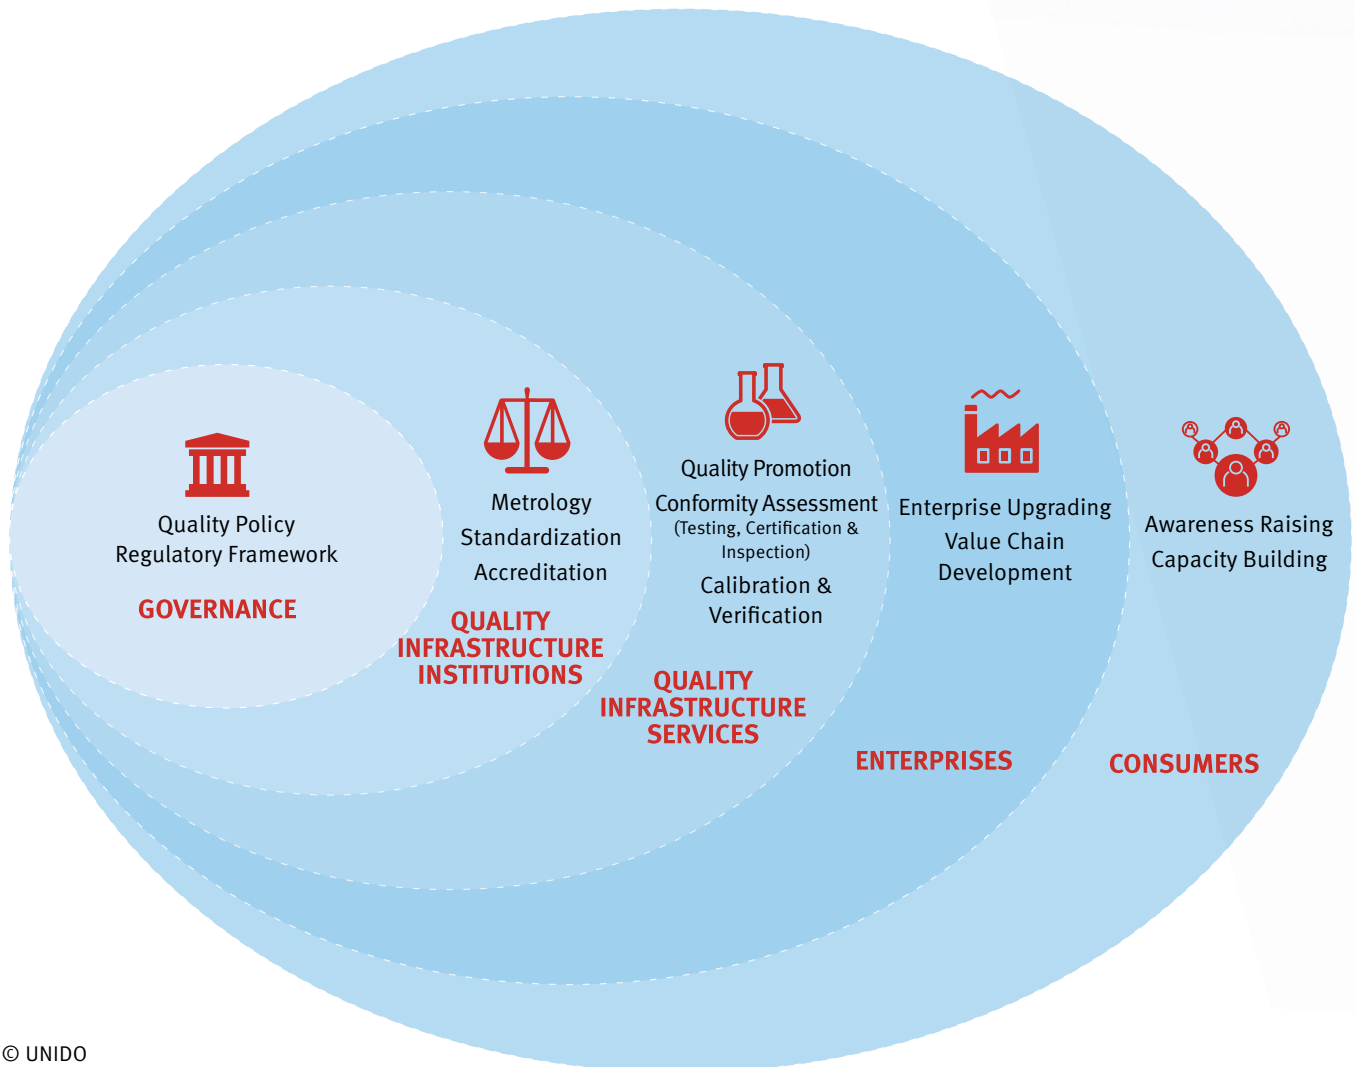 Quality Policy
Regulatory Framework
GOVERNANCE
Metrology
Standardization
Accreditation
QUALITY
INFRASTRUCTURE
INSTITUTIONS
Quality Promotion
Conformity Assessment
(Testing, Certification &
Inspection)
Calibration &
Verification
QUALITY
INFRASTRUCTURE
SERVICES
Enterprise Upgrading
Value Chain
Development
ENTERPRISES
Awareness Raising
Capacity Building
CONSUMERS
© UNIDO